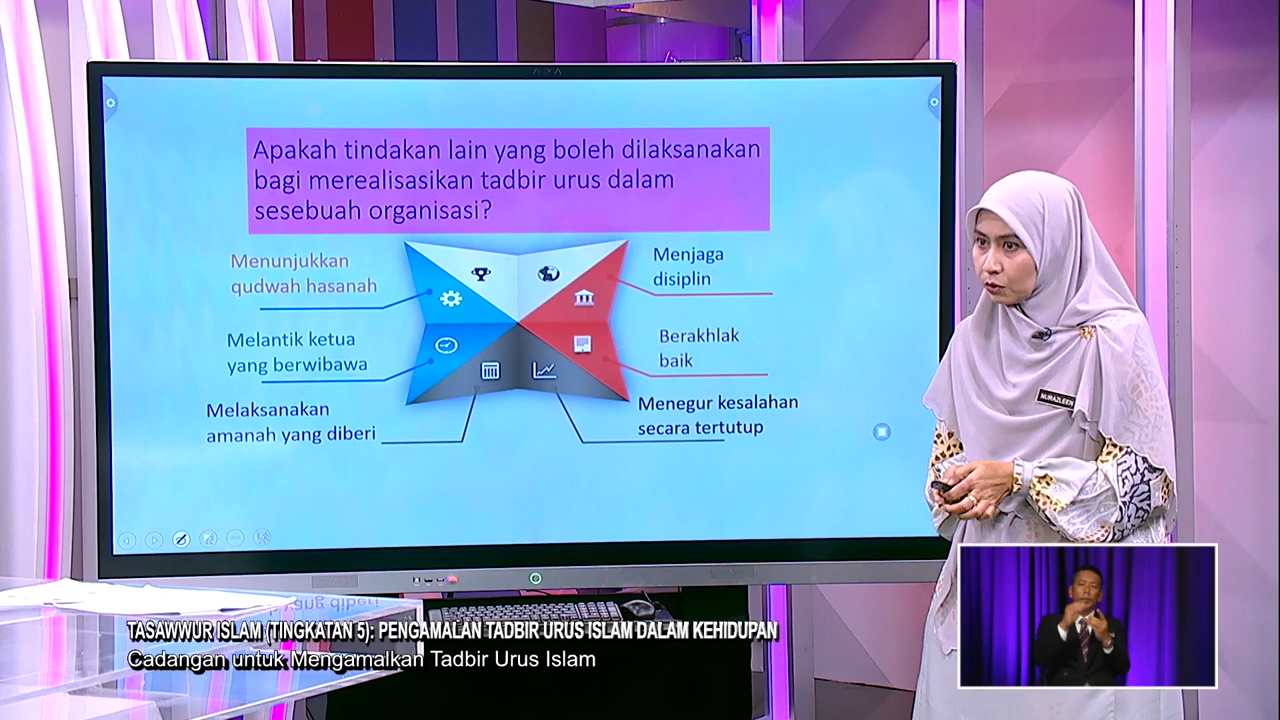 Apakah tindakan lain yang boleh dilaksanakan
bagi merealisasikan tadbir urus dalam
sesebuah organisasi?
Menunjukkan
qudwah hasanah
Melantik ketua
yang berwibawa
Melaksanakan
amanah yang diberi
Menjaga
disiplin
Berakhlak
baik
Menegur kesalahan
secara tertutup
NURAZLEEN
TASAWWUR ISLAM (TINGKATAN 5): PENGAMALAN TADBIR URUS ISLAM DALAM KEHIDUPAN
Cadangan untuk Mengamalkan Tadbir Urus Islam